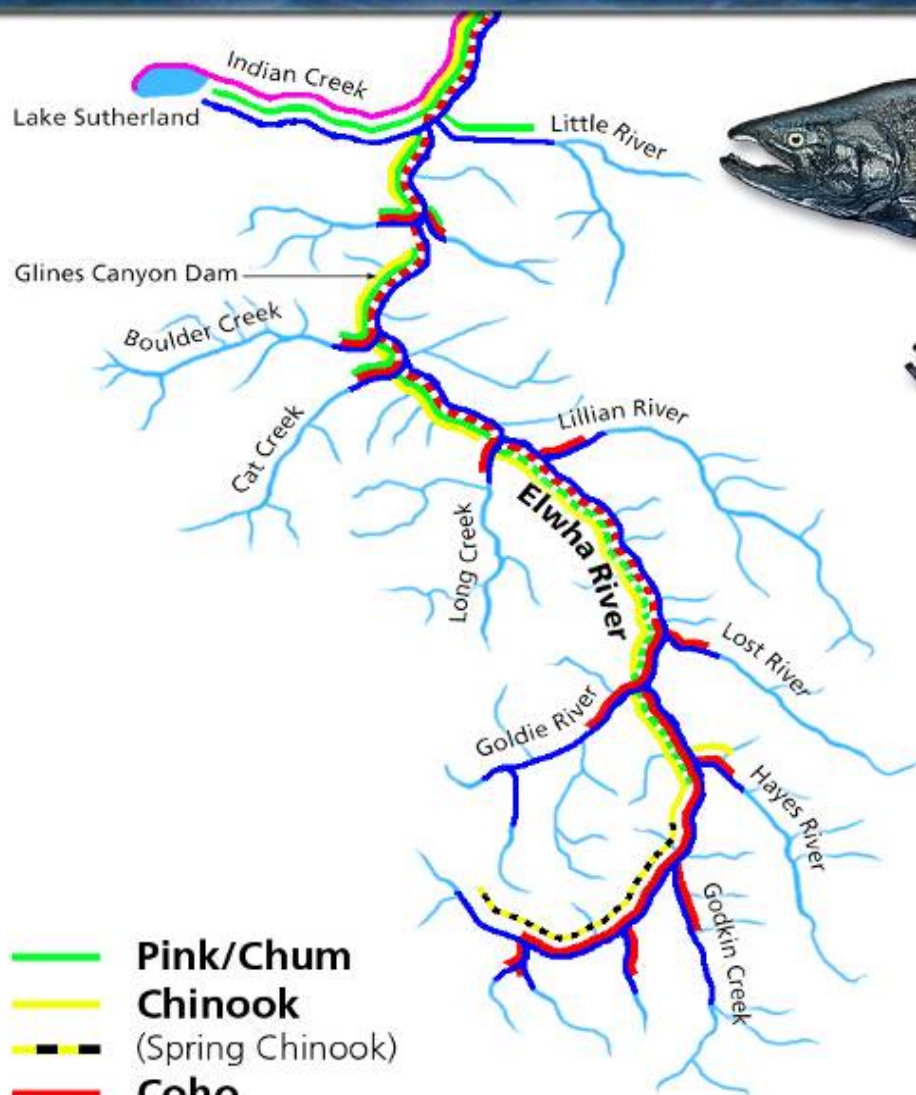 Indian Creek
Lake Sutherland
Little River
Glines Canyon Dam
Boulder Creek
Cat Creek
Lillian River
Elwha River
Long Creek
Lost River
Goldie River
Hayes River
Godkin Creek
Pink/Chum
Chinook
(Spring Chinook)
Coho